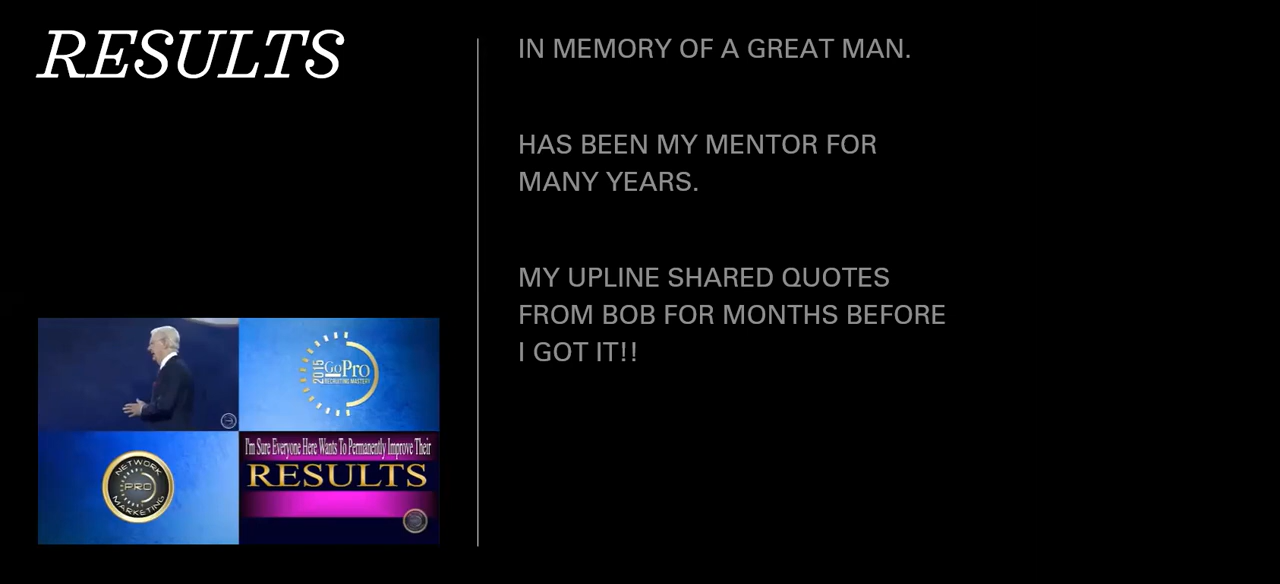 RESULTS
IN MEMORY OF A GREAT MAN.
HAS BEEN MY MENTOR FOR
MANY YEARS.
MY UPLINE SHARED QUOTES
FROM BOB FOR MONTHS BEFORE
I GOT IT!!
2015
GoPro
RECRUITING MASTERY
NETWORK
PRO
MARKETING
I'm Sure Everyone Here Wants To Permanently Improve Their
RESULTS